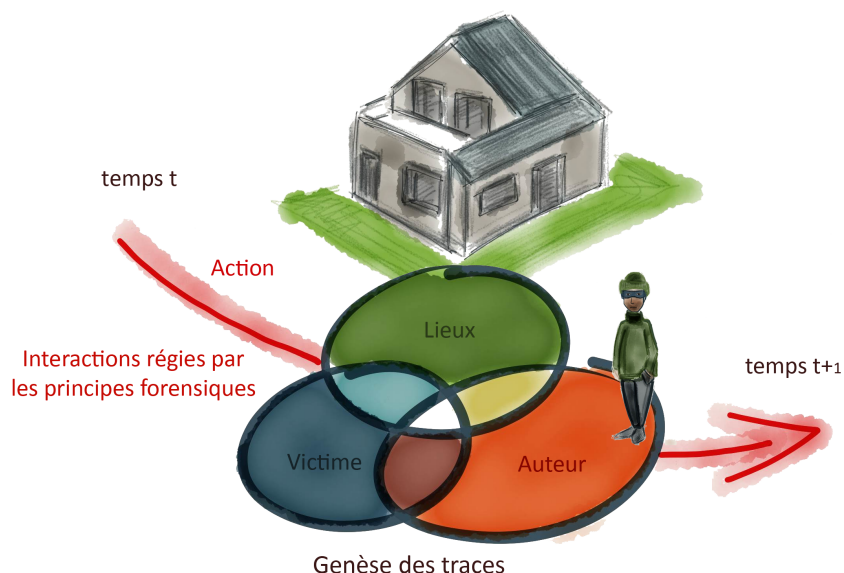 temps t
Action
Lieux
Interactions régies par
les principes forensiques
temps t+1
Victime
Auteur
Genèse des traces